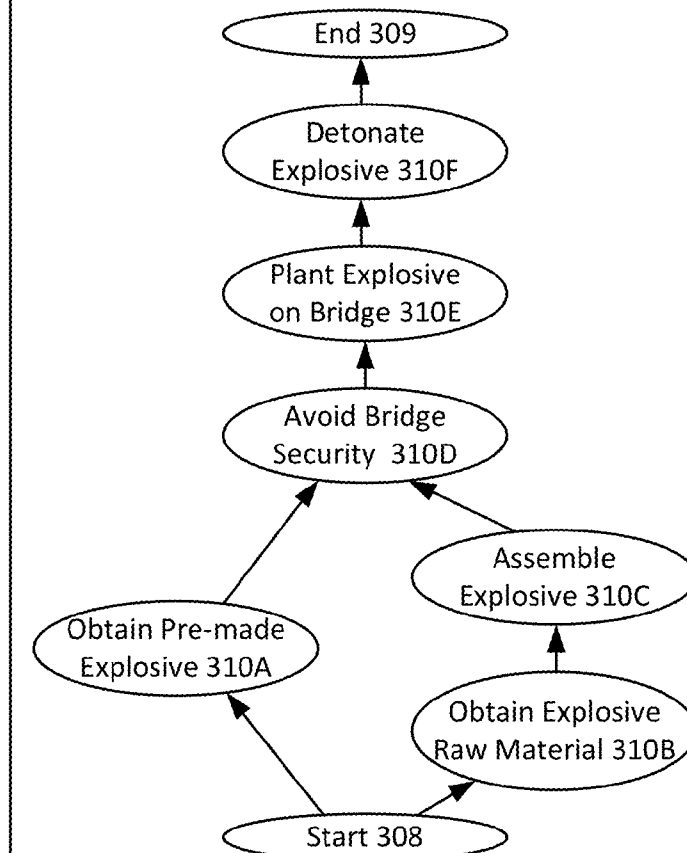 End 309
Detonate
Explosive 310F
Plant Explosive
on Bridge 310E
Avoid Bridge
Security 310D
Assemble
Explosive 310C
Obtain Pre-made
Explosive 310A
Obtain Explosive
Raw Material 310B
Start 308